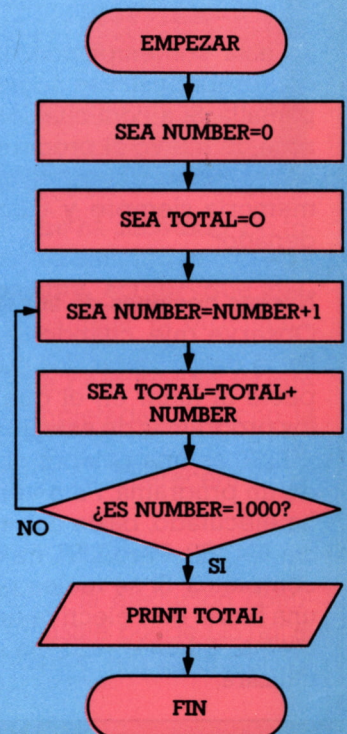 EMPEZAR
SEA NUMBER=0
SEA TOTAL=O
SEA NUMBER=NUMBER+1
SEA TOTAL=TOTAL+
NUMBER
¿ES NUMBER=1000?
NO
SI
PRINT TOTAL
FIN